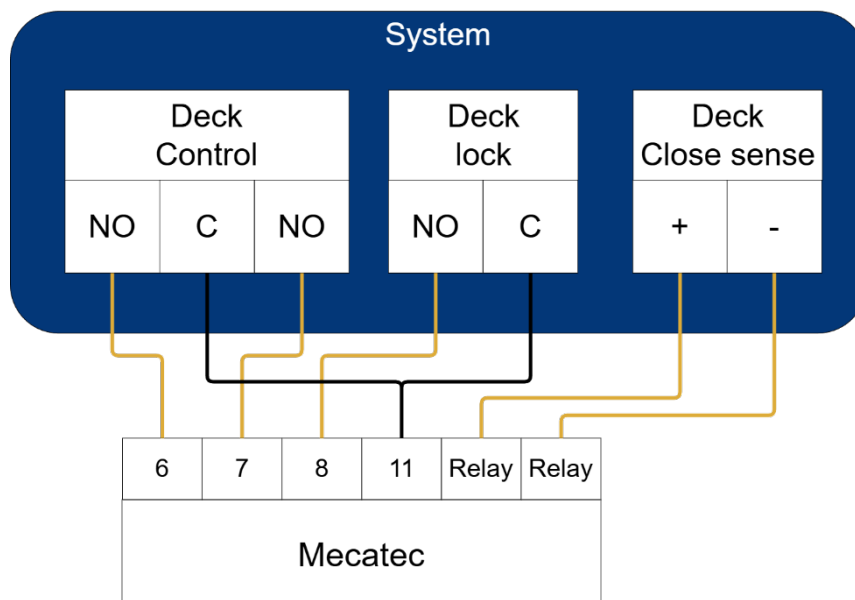 System
Deck
Control
Deck
lock
Deck
Close sense
NO C NO
NO C
+ -
6 7 8 11 Relay Relay
Mecatec